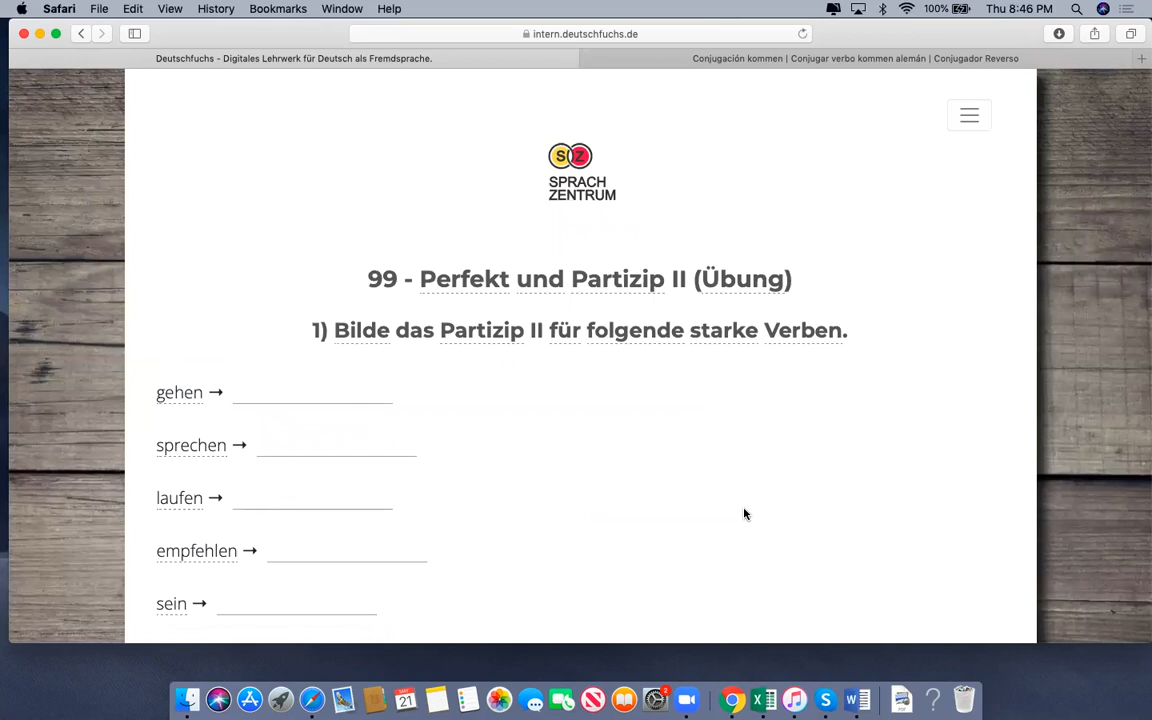 Safari File Edit View History Bookmarks Window Help 100% Thu 8:46 PM
intern.deutschfuchs.de
Deutschfuchs - Digitales Lehrwerk für Deutsch als Fremdsprache. Conjugación kommen | Conjugar verbo kommen alemán | Conjugador Reverso
S Z
SPRACH
ZENTRUM
99 - Perfekt und Partizip II (Übung)
1) Bilde das Partizip II für folgende starke Verben.
gehen →
sprechen →
laufen →
empfehlen →
sein →
21
2